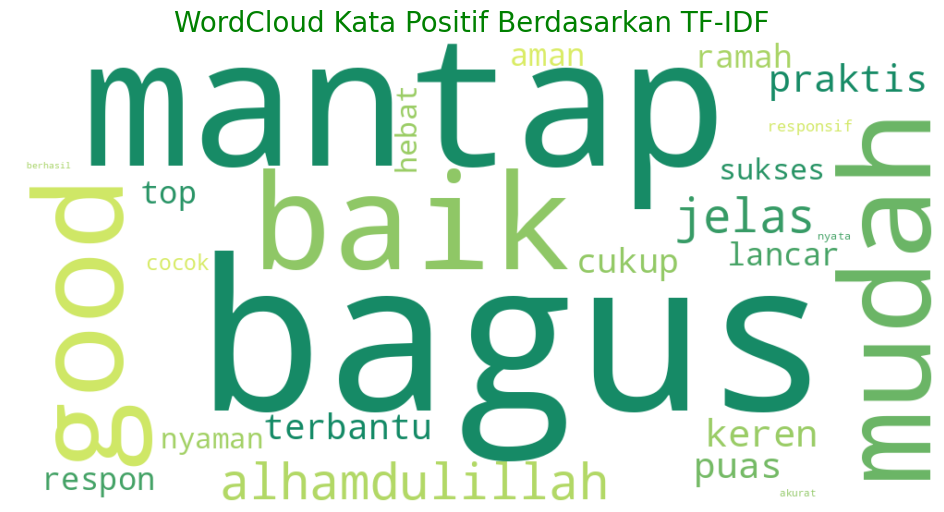 WordCloud Kata Positif Berdasarkan TF-IDF
mantap
aman
ramah
praktis
hebat
responsif
berhasil
top
baik
sukses
jelas
nyata
lancar
cocok
cukup
good
mudah
bagus
terbantu
nyaman
keren
respon
alhamdulillah
puas
akurat